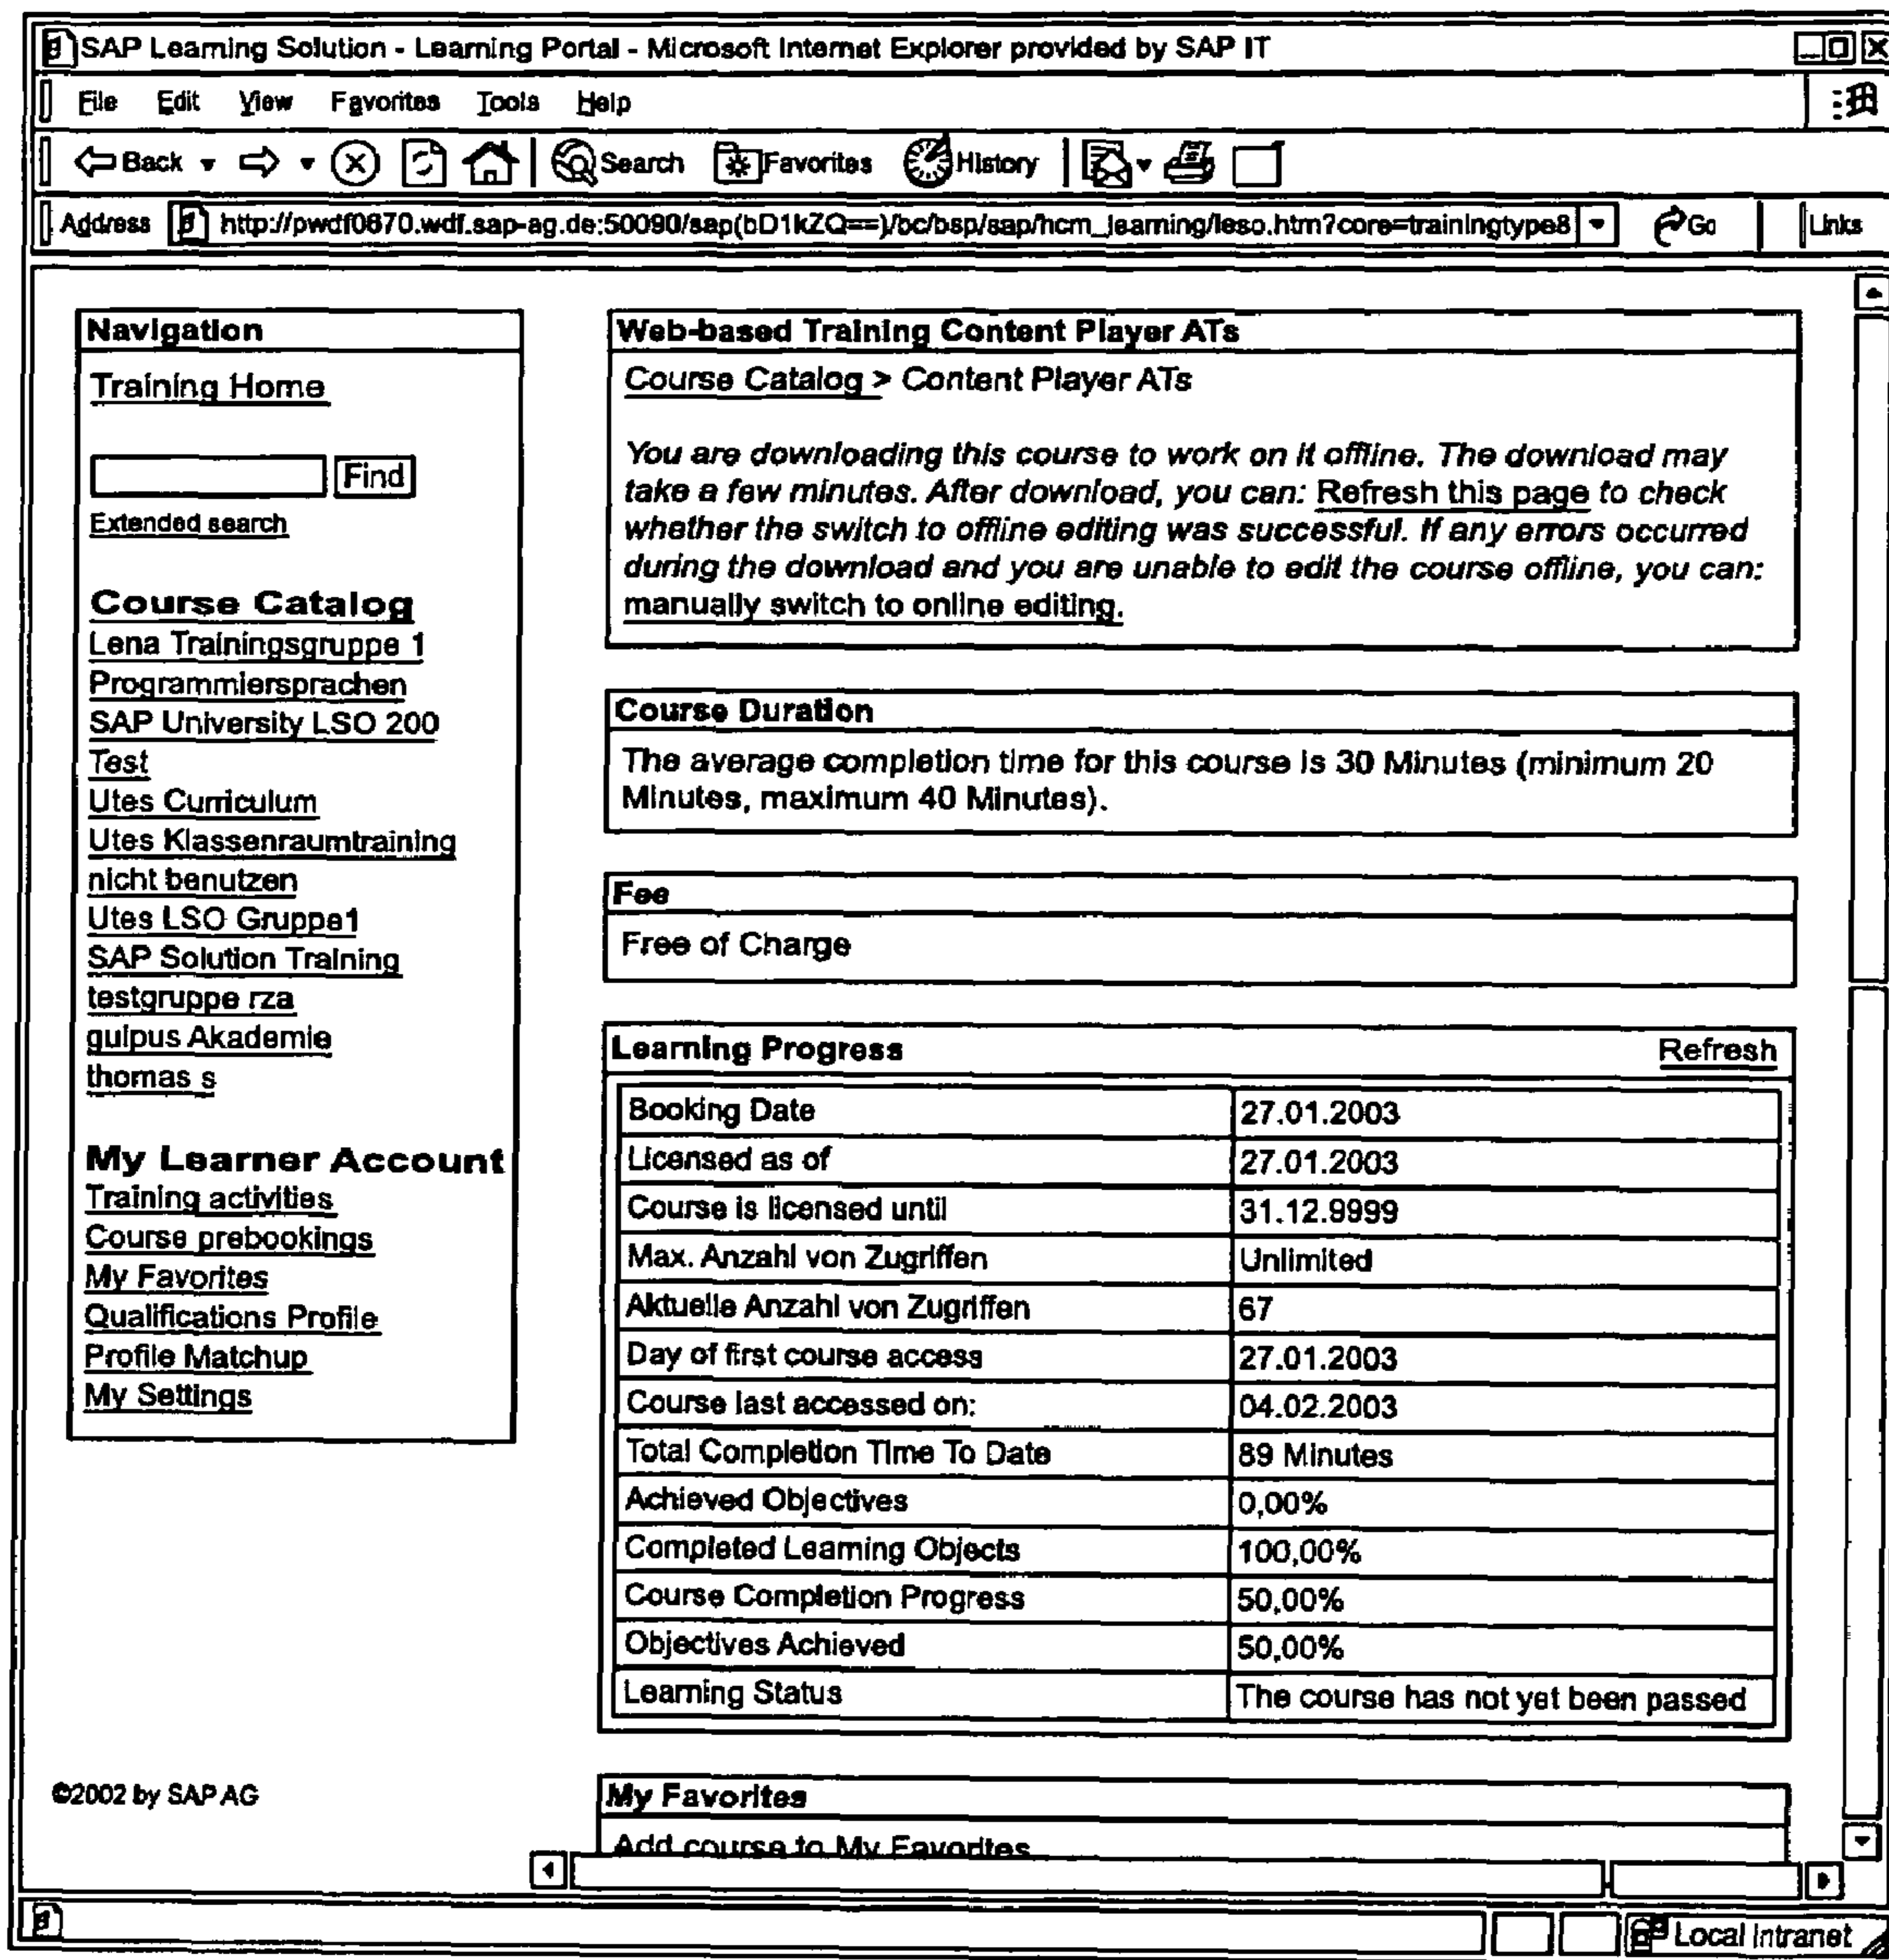 SAP Learning Solution - Learning Portal - Microsoft Internet Explorer provided by SAP IT
File Edit View Favorites Tools Help
Back Search Favorites History
Address http://pwdf0670.wdf.sap-ag.de:50090/sap(bD1kZQ==)/bc/bsp/sap/hcm_learning/leso.htm?core=trainingtype8 Go Links
Navigation
Training Home
Find
Extended search
Course Catalog
Lena Trainingsgruppe 1
Programmiersprachen
SAP University LSO 200
Test
Utes Curriculum
Utes Klassenraumtraining
nicht benutzen
Utes LSO Gruppe1
SAP Solution Training
testgruppe rza
gulpus Akademie
thomas s
My Learner Account
Training activities
Course prebookings
My Favorites
Qualifications Profile
Profile Matchup
My Settings
©2002 by SAP AG
Web-based Training Content Player ATs
Course Catalog > Content Player ATs
You are downloading this course to work on it offline. The download may
take a few minutes. After download, you can: Refresh this page to check
whether the switch to offline editing was successful. If any errors occurred
during the download and you are unable to edit the course offline, you can:
manually switch to online editing.
Course Duration
The average completion time for this course is 30 Minutes (minimum 20
Minutes, maximum 40 Minutes).
Fee
Free of Charge
Learning Progress Refresh
Booking Date 27.01.2003
Licensed as of 27.01.2003
Course is licensed until 31.12.9999
Max. Anzahl von Zugriffen Unlimited
Aktuelle Anzahl von Zugriffen 67
Day of first course access 27.01.2003
Course last accessed on: 04.02.2003
Total Completion Time To Date 89 Minutes
Achieved Objectives 0,00%
Completed Learning Objects 100,00%
Course Completion Progress 50,00%
Objectives Achieved 50,00%
Learning Status The course has not yet been passed
My Favorites
Add course to My Favorites
Local intranet